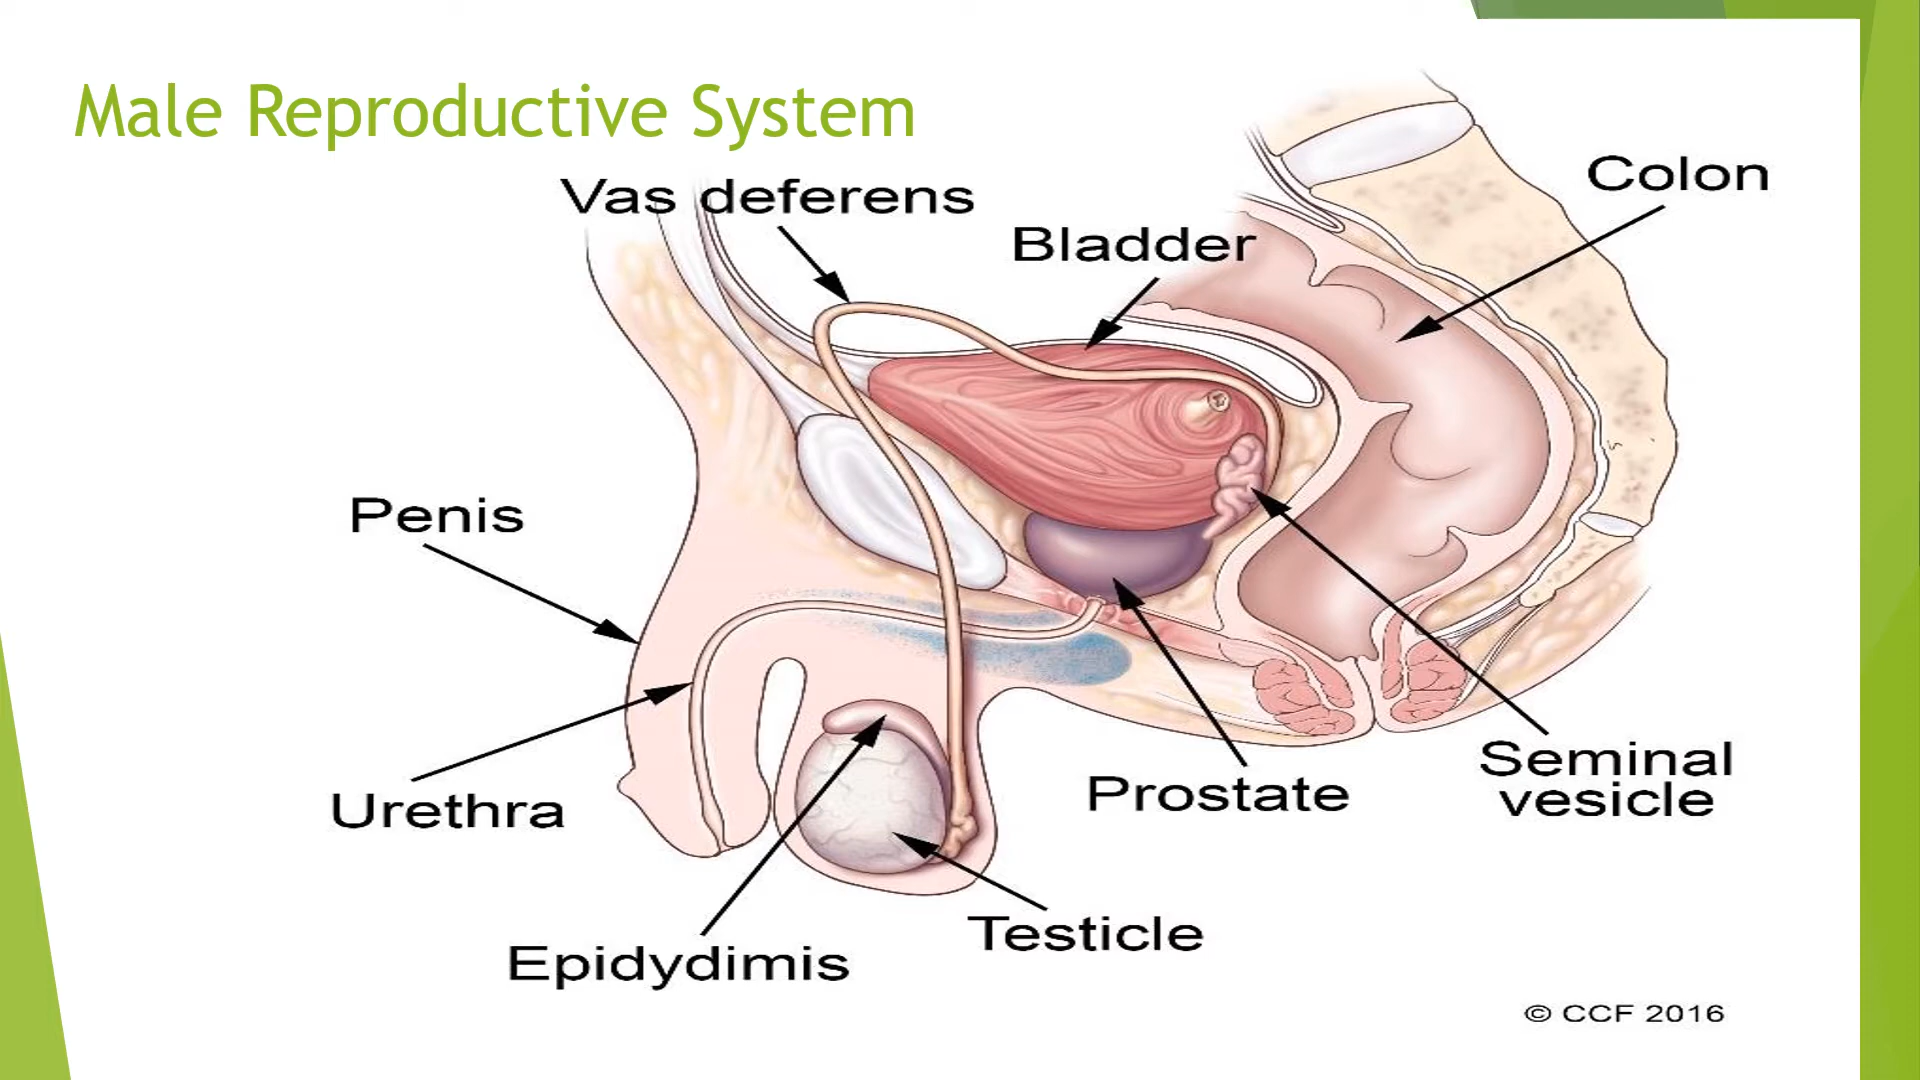 Male Reproductive System
Vas deferens
Colon
Bladder
Penis
Urethra
Prostate
Seminal
vesicle
Testicle
Epidydimis
© CCF 2016